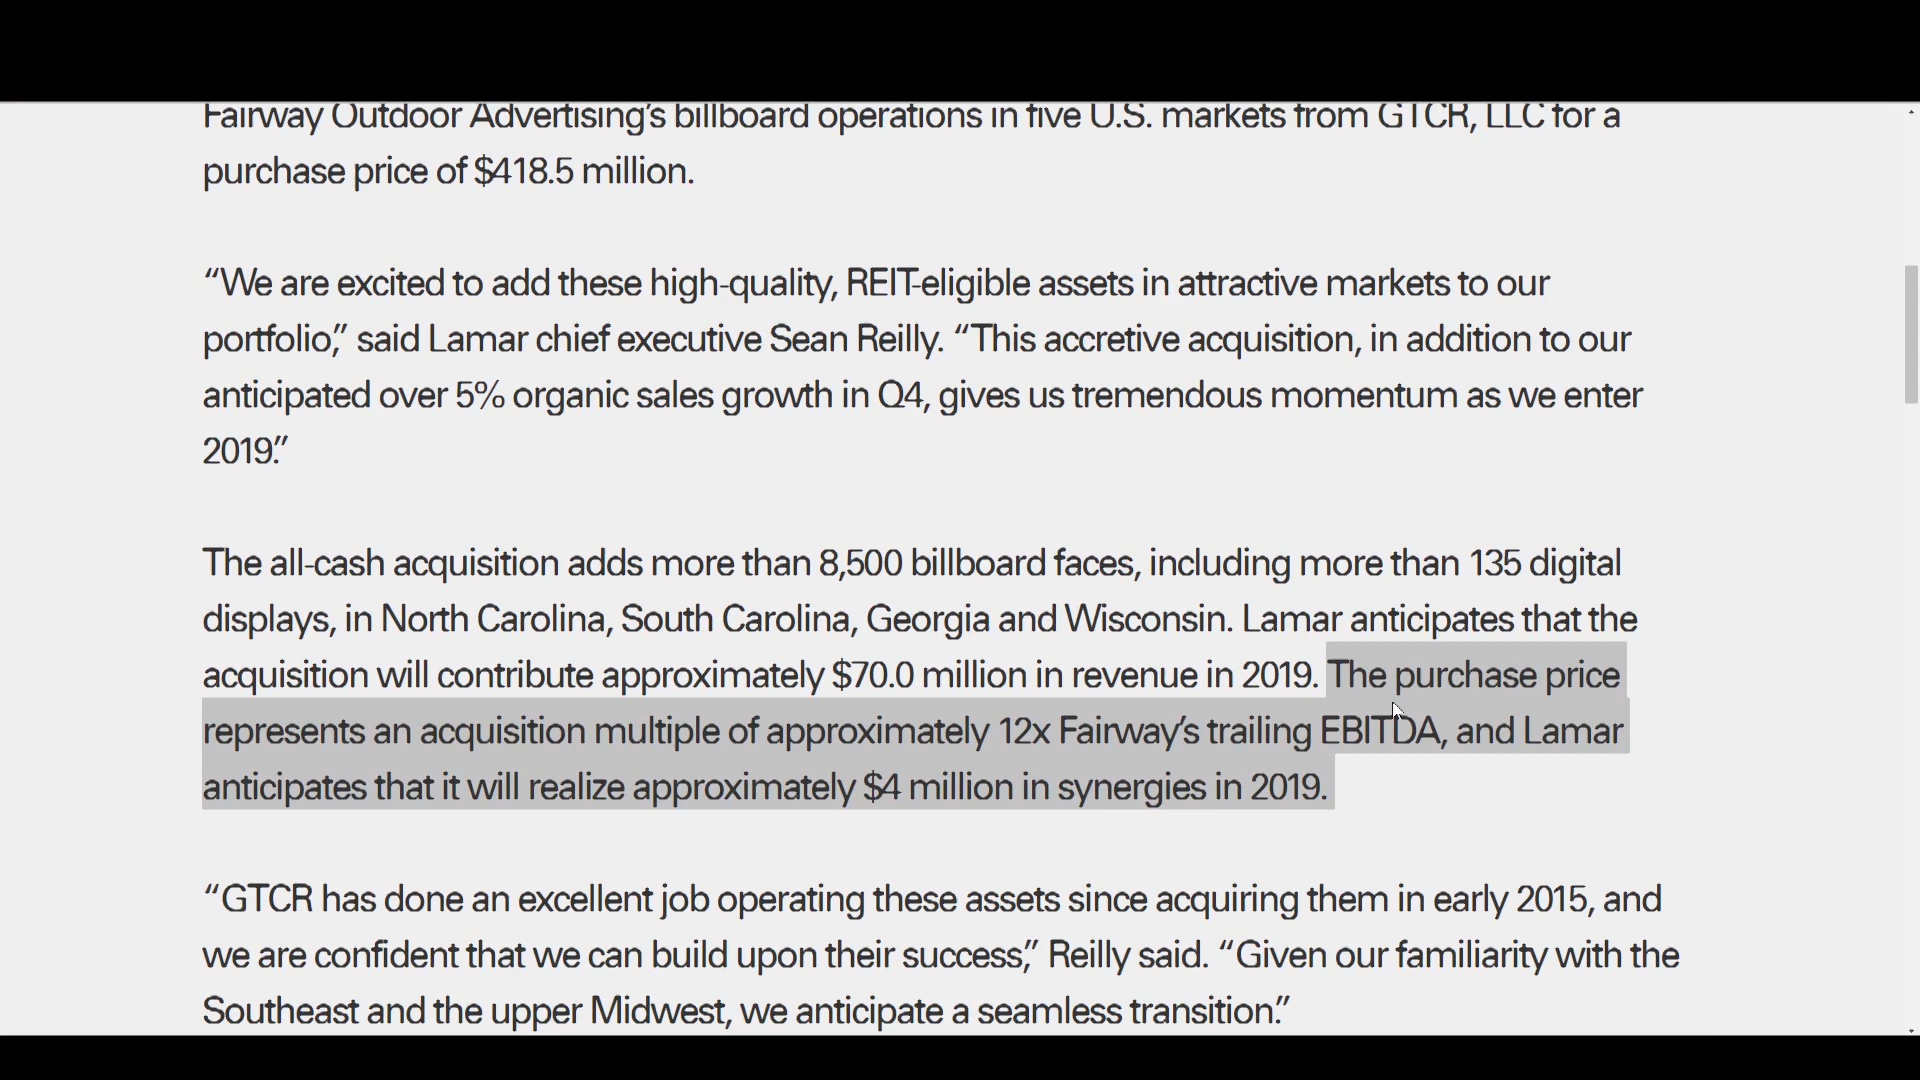 Fairway Outdoor Advertising’s billboard operations in five U.S. markets from GTCR, LLC for a
purchase price of $418.5 million.
“We are excited to add these high-quality, REIT-eligible assets in attractive markets to our
portfolio,” said Lamar chief executive Sean Reilly. “This accretive acquisition, in addition to our
anticipated over 5% organic sales growth in Q4, gives us tremendous momentum as we enter
2019.”
The all-cash acquisition adds more than 8,500 billboard faces, including more than 135 digital
displays, in North Carolina, South Carolina, Georgia and Wisconsin. Lamar anticipates that the
acquisition will contribute approximately $70.0 million in revenue in 2019. The purchase price
represents an acquisition multiple of approximately 12x Fairway’s trailing EBITDA, and Lamar
anticipates that it will realize approximately $4 million in synergies in 2019.
“GTCR has done an excellent job operating these assets since acquiring them in early 2015, and
we are confident that we can build upon their success,” Reilly said. “Given our familiarity with the
Southeast and the upper Midwest, we anticipate a seamless transition.”